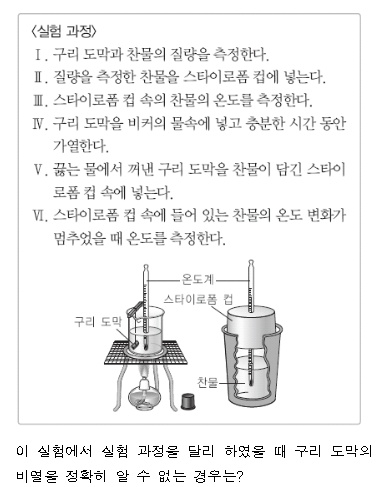 〈실험 과정〉
Ⅰ. 구리 도막과 찬물의 질량을 측정한다.
Ⅱ. 질량을 측정한 찬물을 스타이로폼 컵에 넣는다.
Ⅲ. 스타이로폼 컵 속의 찬물의 온도를 측정한다.
Ⅳ. 구리 도막을 비커의 물속에 넣고 충분한 시간 동안
가열한다.
Ⅴ. 끓는 물에서 꺼낸 구리 도막을 찬물이 담긴 스타이
로폼 컵 속에 넣는다.
Ⅵ. 스타이로폼 컵 속에 들어 있는 찬물의 온도 변화가
멈추었을 때 온도를 측정한다.
온도계
스타이로폼 컵
구리 도막
찬물
이 실험에서 실험 과정을 달리 하였을 때 구리 도막의
비열을 정확히 알 수 없는 경우는?